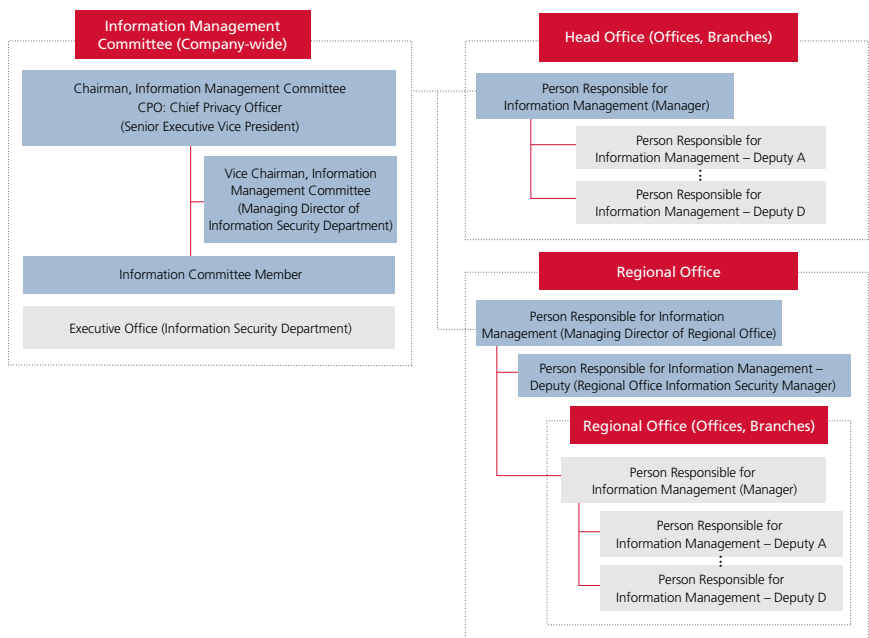 Information Management
Committee (Company-wide)
Chairman, Information Management Committee
CPO: Chief Privacy Officer
(Senior Executive Vice President)
Vice Chairman, Information
Management Committee
(Managing Director of
Information Security Department)
Information Committee Member
Executive Office (Information Security Department)
Head Office (Offices, Branches)
Person Responsible for
Information Management (Manager)
Person Responsible for
Information Management – Deputy A
Person Responsible for
Information Management – Deputy D
Regional Office
Person Responsible for Information
Management (Managing Director of Regional Office)
Person Responsible for Information Management –
Deputy (Regional Office Information Security Manager)
Regional Office (Offices, Branches)
Person Responsible for
Information Management (Manager)
Person Responsible for
Information Management – Deputy A
Person Responsible for
Information Management – Deputy D